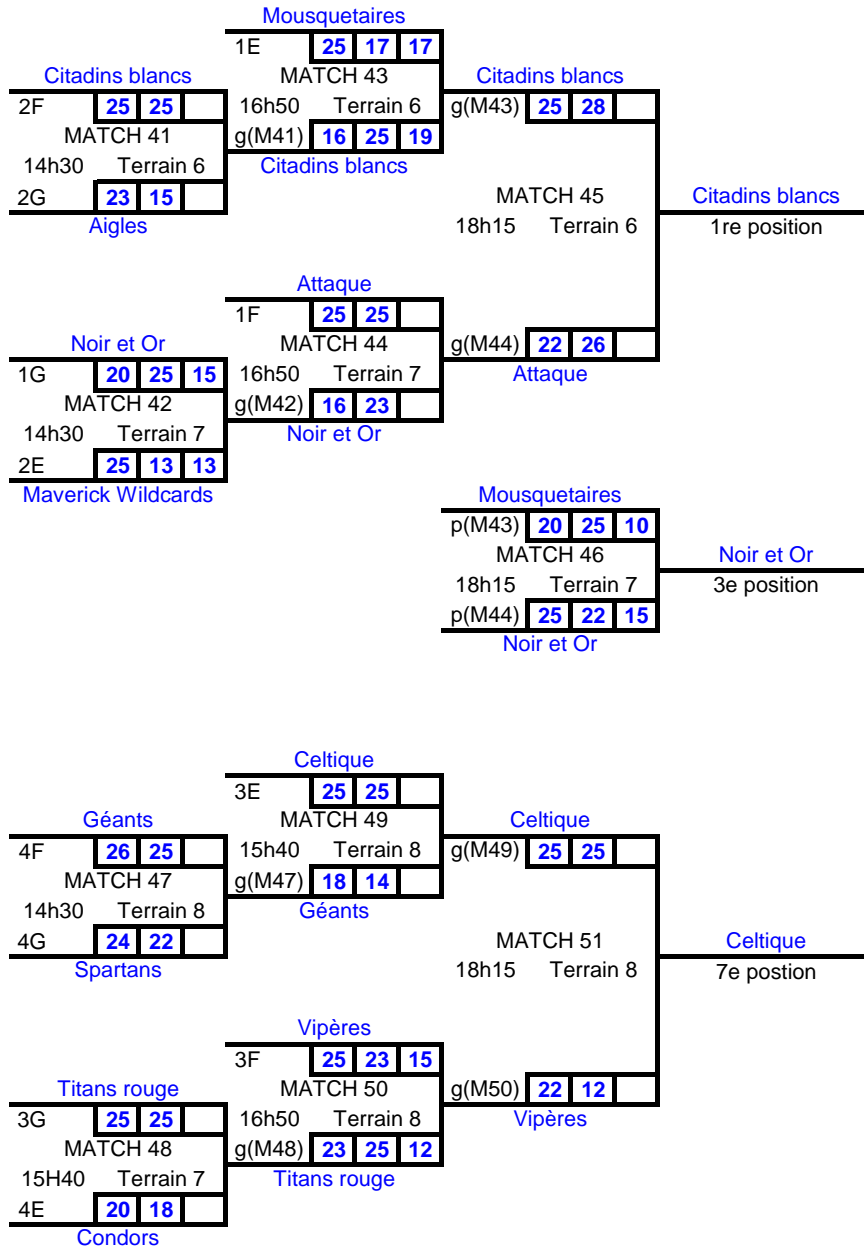 Mousquetaires
1E 25 17 17
Citadins blancs MATCH 43 Citadins blancs
2F 25 25 16h50 Terrain 6 g(M43) 25 28
MATCH 41 g(M41) 16 25 19
14h30 Terrain 6 Citadins blancs
2G 23 15 MATCH 45 Citadins blancs
Aigles 18h15 Terrain 6 1re position
Attaque
1F 25 25
Noir et Or MATCH 44 g(M44) 22 26
1G 20 25 15 16h50 Terrain 7 Attaque
MATCH 42 g(M42) 16 23
14h30 Terrain 7 Noir et Or
2E 25 13 13
Maverick Wildcards Mousquetaires
p(M43) 20 25 10
MATCH 46 Noir et Or
18h15 Terrain 7 3e position
p(M44) 25 22 15
Noir et Or
Celtique
3E 25 25
Géants MATCH 49 Celtique
4F 26 25 15h40 Terrain 8 g(M49) 25 25
MATCH 47 g(M47) 18 14
14h30 Terrain 8 Géants
4G 24 22 MATCH 51 Celtique
Spartans 18h15 Terrain 8 7e postion
Vipères
3F 25 23 15
Titans rouge MATCH 50 g(M50) 22 12
3G 25 25 16h50 Terrain 8 Vipères
MATCH 48 g(M48) 23 25 12
15H40 Terrain 7 Titans rouge
4E 20 18
Condors